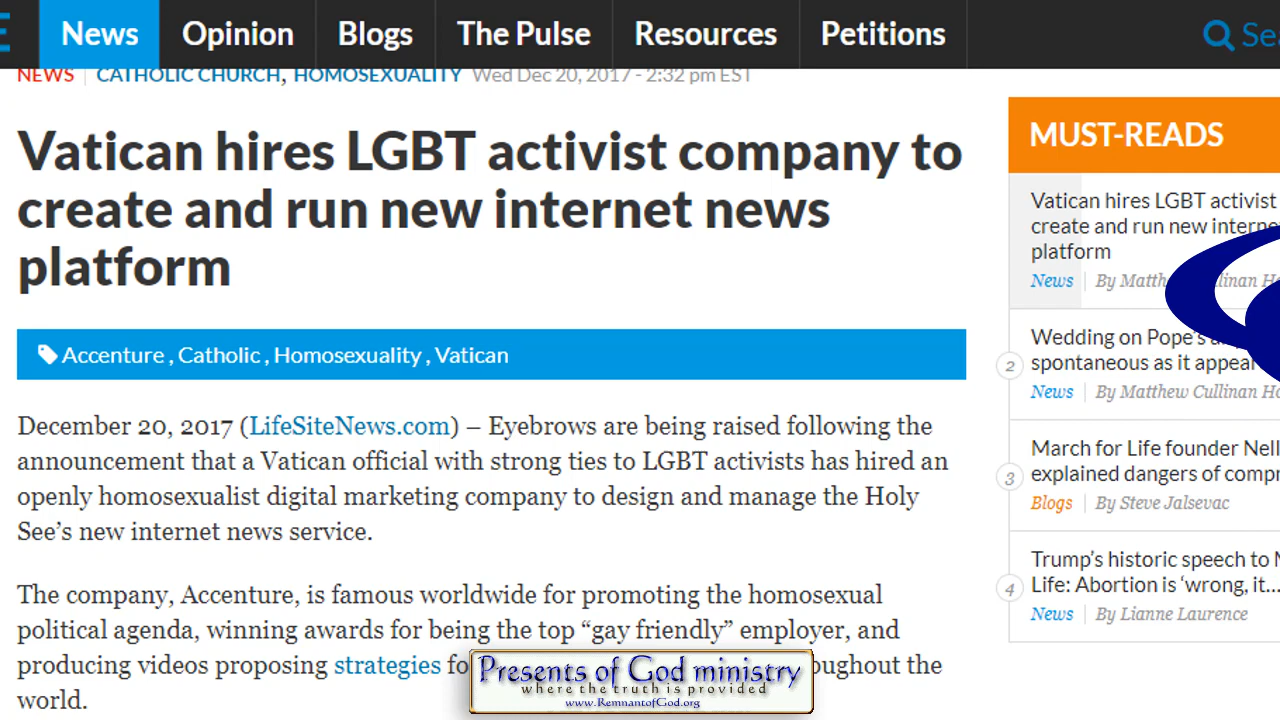 News Opinion Blogs The Pulse Resources Petitions
NEWS CATHOLIC CHURCH, HOMOSEXUALITY Wed Dec 20, 2017 - 2:32 pm EST
Vatican hires LGBT activist company to
create and run new internet news
platform
Accenture , Catholic , Homosexuality , Vatican
December 20, 2017 (LifeSiteNews.com) – Eyebrows are being raised following the
announcement that a Vatican official with strong ties to LGBT activists has hired an
openly homosexualist digital marketing company to design and manage the Holy
See’s new internet news service.
The company, Accenture, is famous worldwide for promoting the homosexual
political agenda, winning awards for being the top “gay friendly” employer, and
producing videos proposing strategies
the
world.
MUST-READS
Vatican hires LGBT activist
create and run new
platform
News By
2
Wedding on Pope's
spontaneous as it
News By Matthew Cullinan
3
March for Life founder
explained dangers of
Blogs By Steve Jalsevac
4
Trump's historic speech to
Life: Abortion is 'wrong, it...
News By Lianne Laurence
Presents of God ministry
where the truth is provided
www.RemnantofGod.org